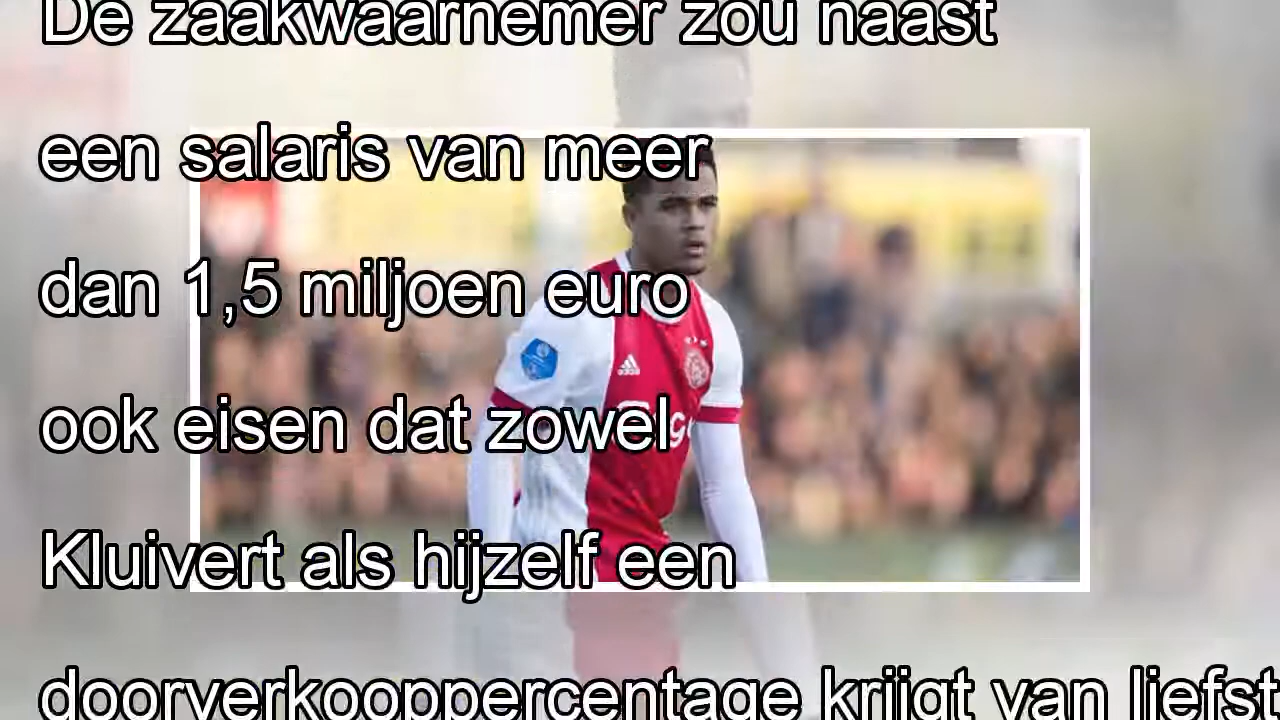 De zaakwaarnemer zou naast
een salaris van meer
dan 1,5 miljoen euro
ook eisen dat zowel
Kluivert als hijzelf een
doorverkooppercentage krijgt van liefst